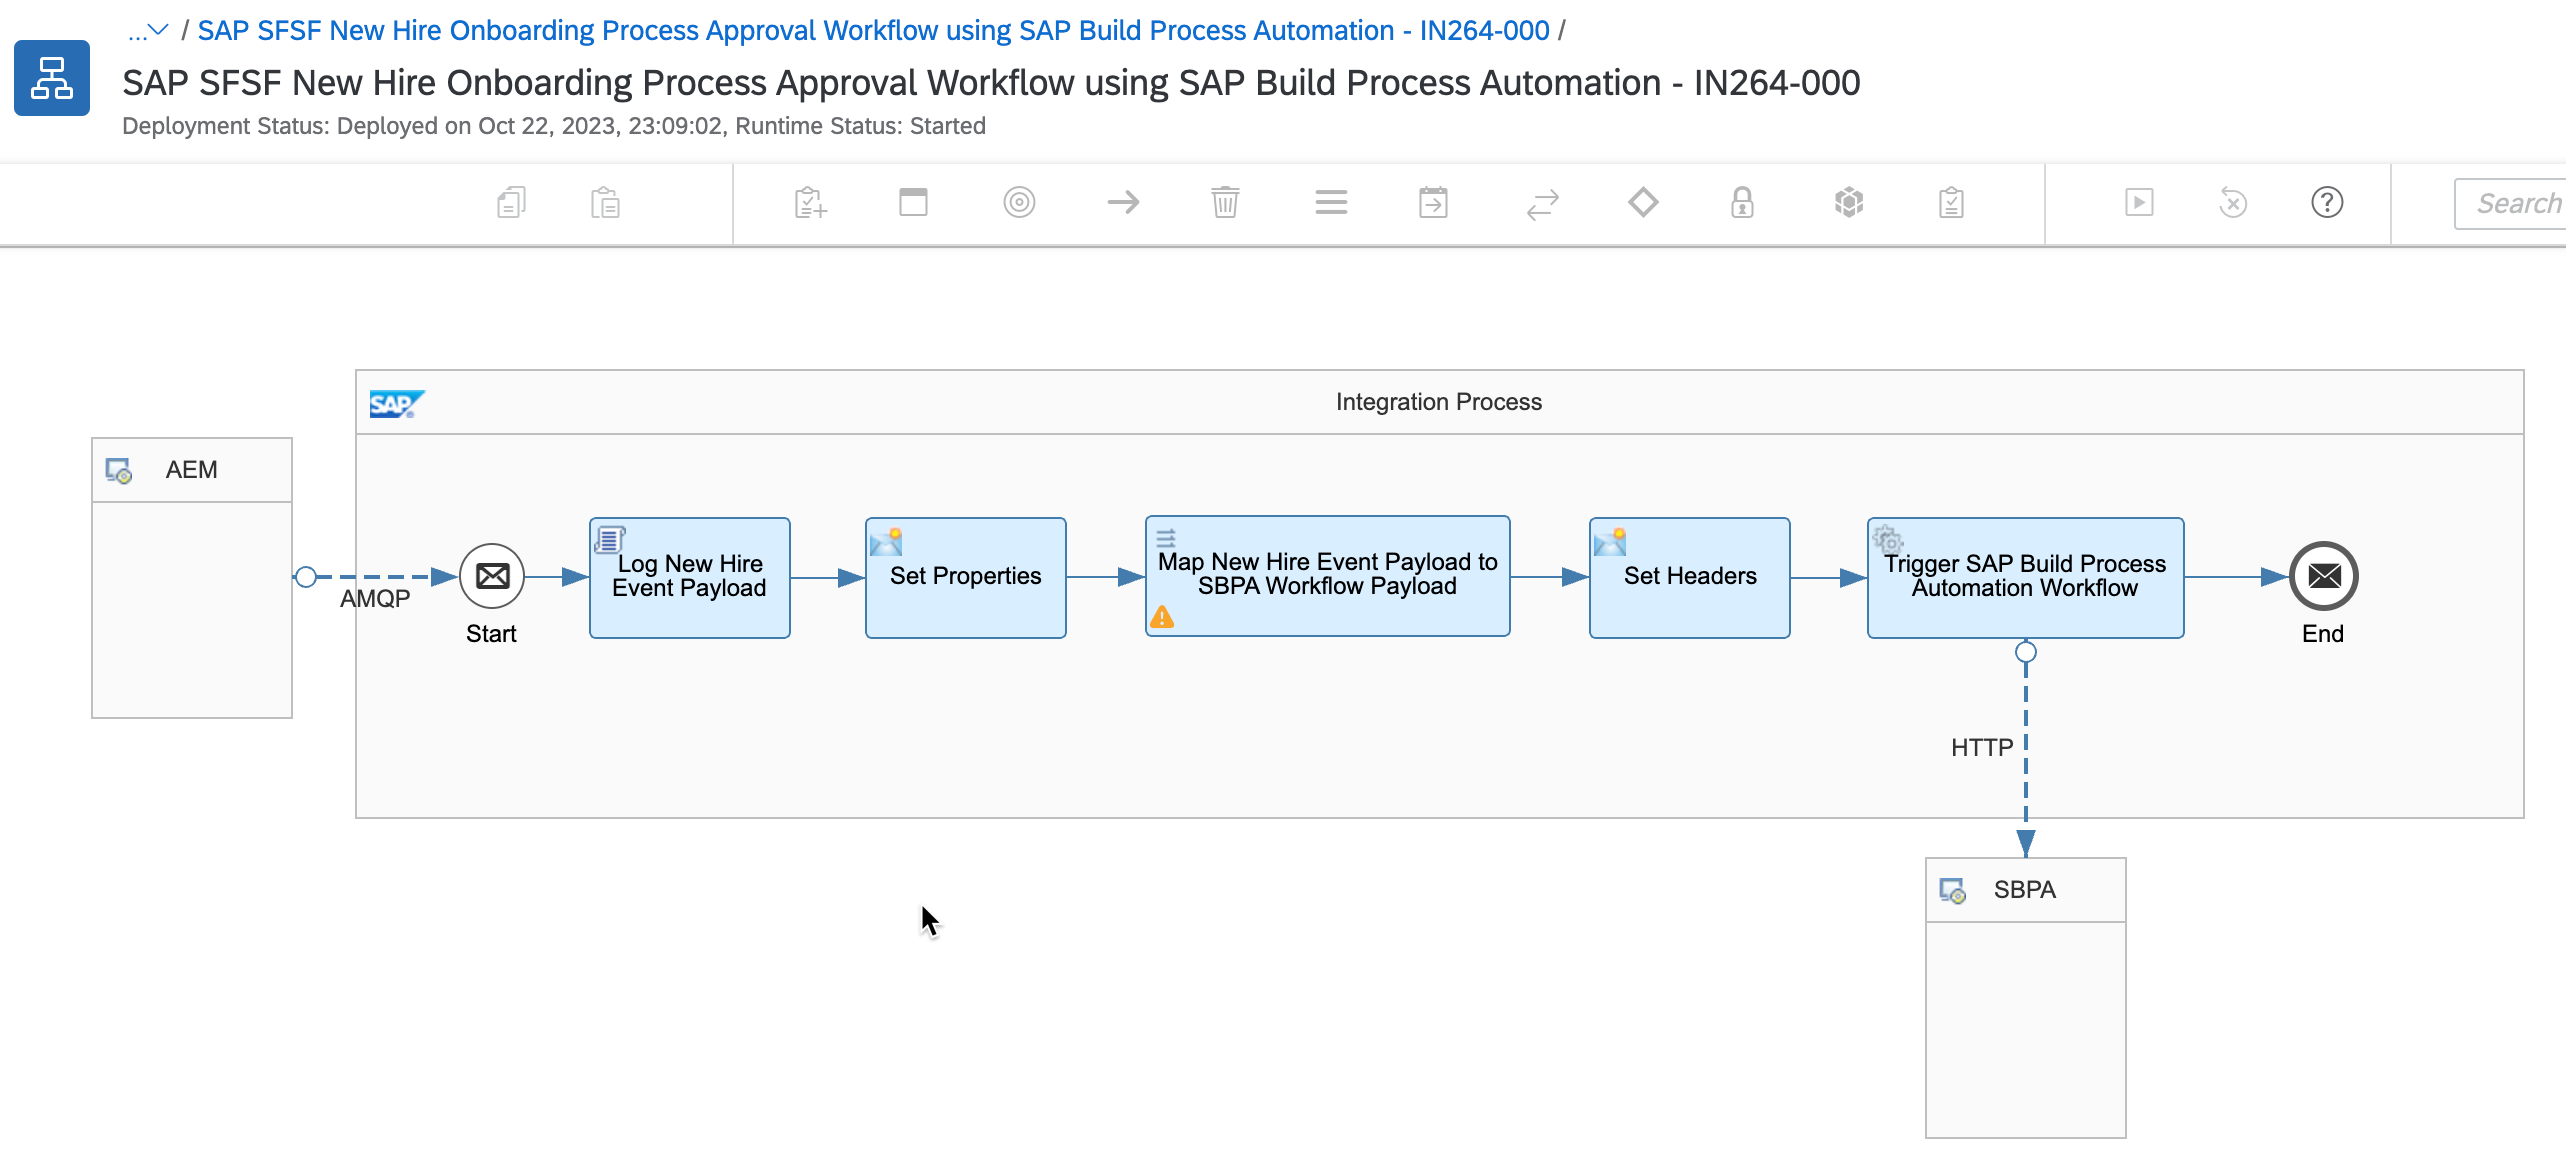 ... / SAP SFSF New Hire Onboarding Process Approval Workflow using SAP Build Process Automation - IN264-000 /
SAP SFSF New Hire Onboarding Process Approval Workflow using SAP Build Process Automation - IN264-000
Deployment Status: Deployed on Oct 22, 2023, 23:09:02, Runtime Status: Started
Search
SAP
Integration Process
AEM
AMQP
Start
Log New Hire
Event Payload
Set Properties
Map New Hire Event Payload to
SBPA Workflow Payload
Set Headers
Trigger SAP Build Process
Automation Workflow
End
HTTP
SBPA